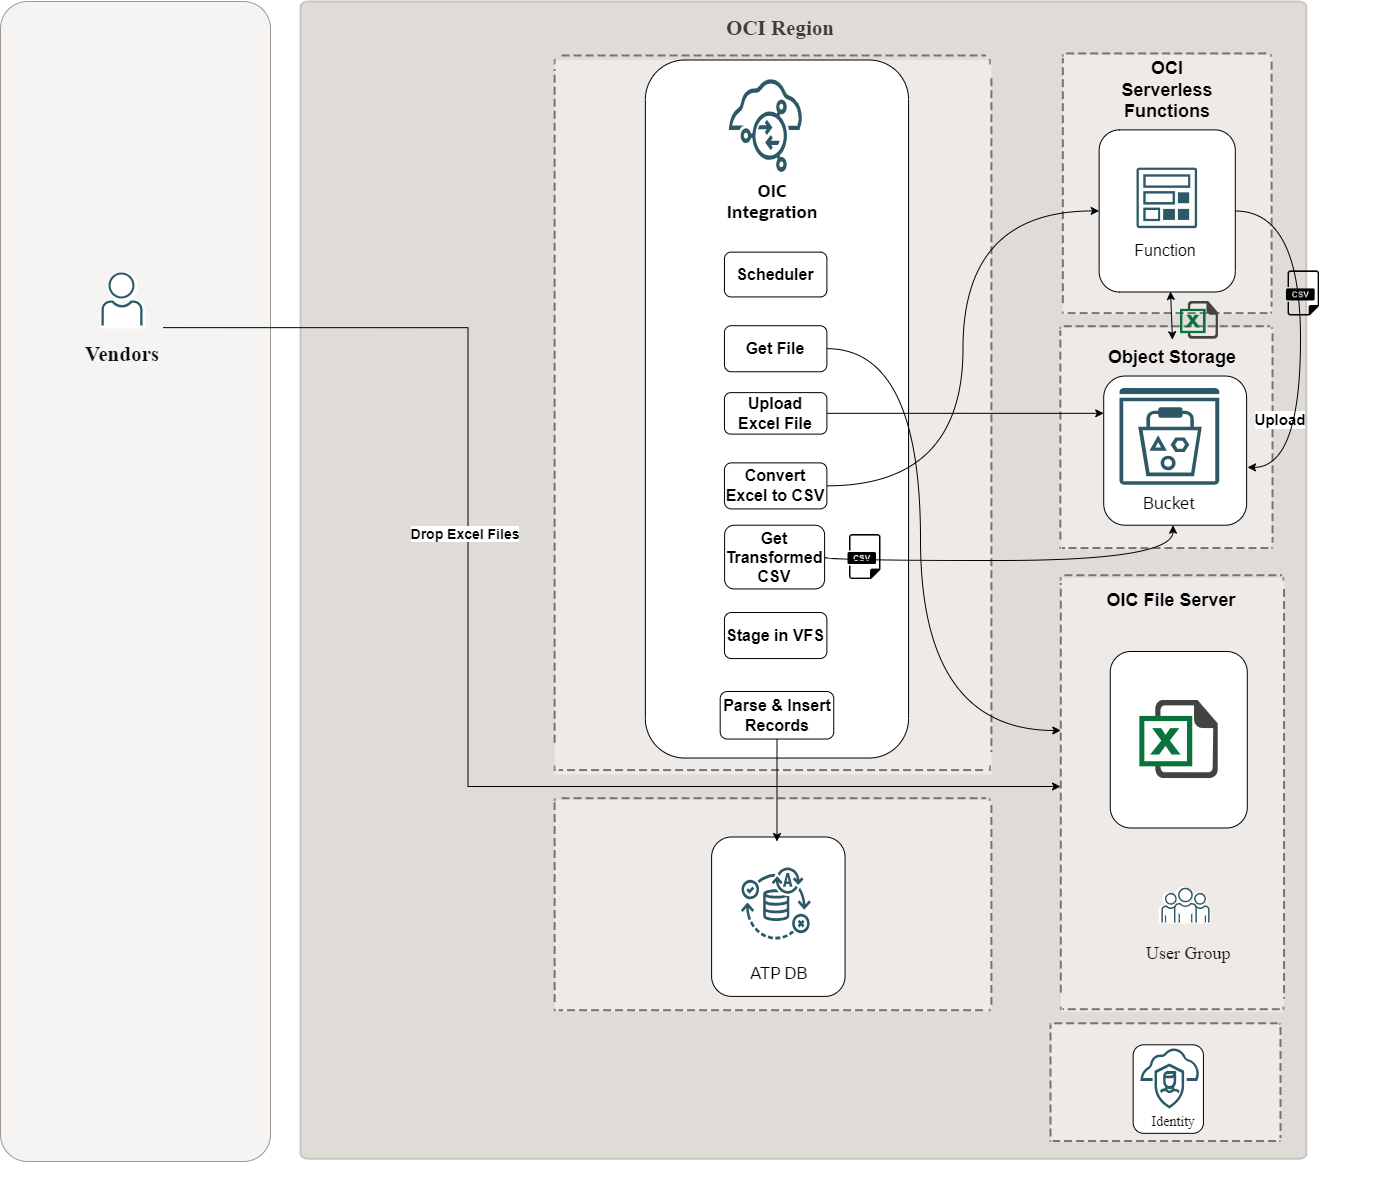 OCI Region
OIC
Integration
Scheduler
Get File
Upload
Excel File
Convert
Excel to CSV
Get
Transformed
CSV
CSV
Stage in VFS
Parse & Insert
Records
Vendors
Drop Excel Files
OCI
Serverless
Functions
Function
CSV
X
Object Storage
Upload
Bucket
OIC File Server
X
User Group
A
ATP DB
Identity